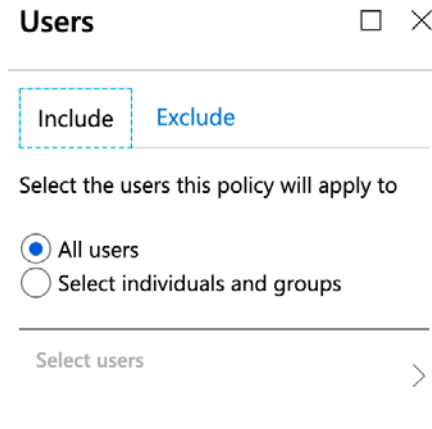 Users
Include Exclude
Select the users this policy will apply to
All users
Select individuals and groups
Select users